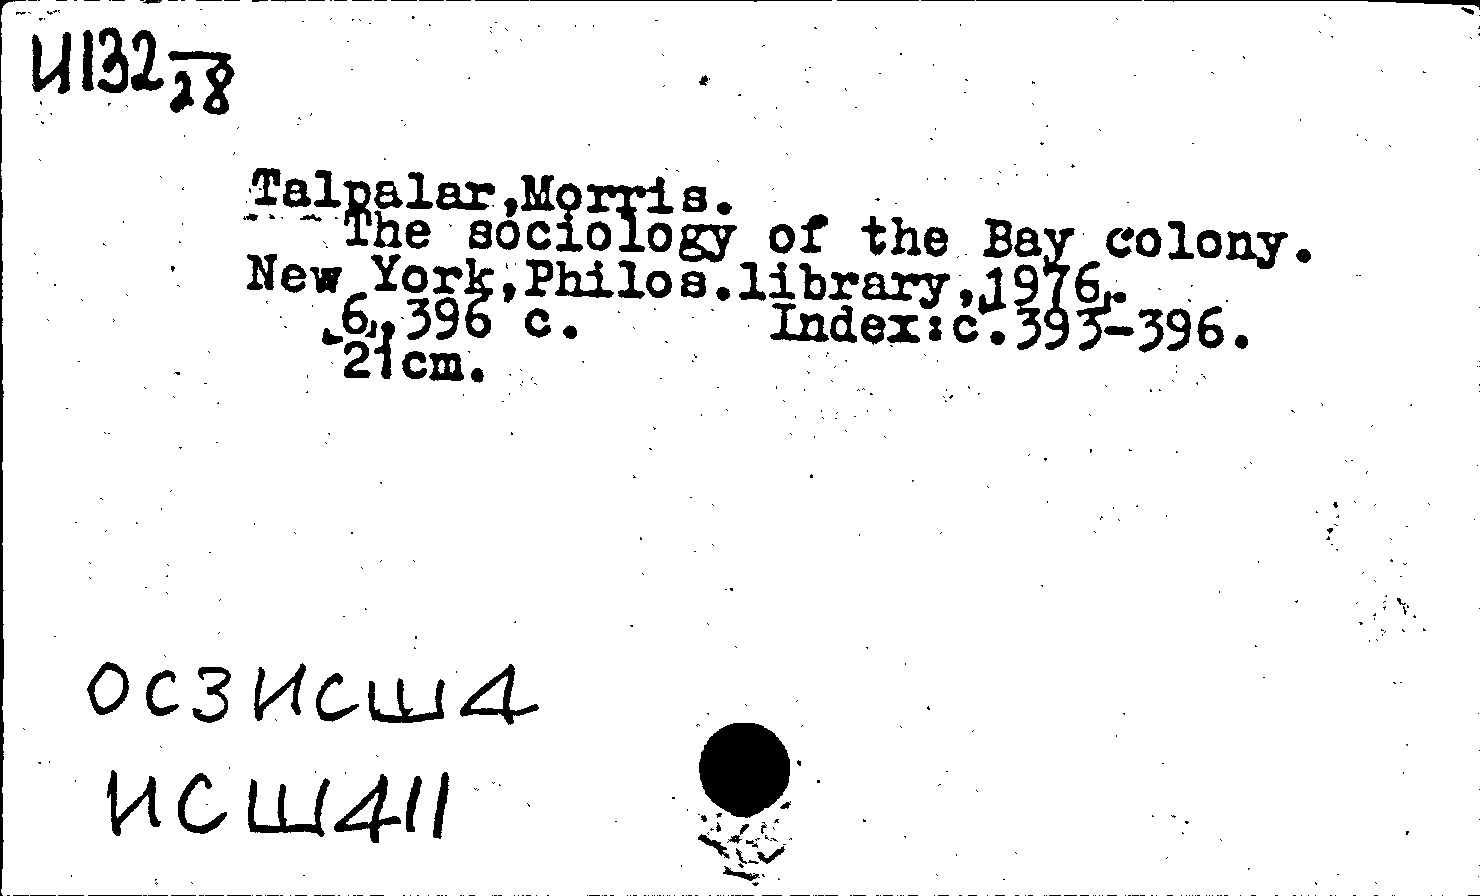 И132 28
Talpalar,Morris.
The sociology of the Bay colony.
New York,Philos.library,[1976].
[6],396 c. Index:c.393-396.
21cm.
ОСЗИСШ4
ИСШ411